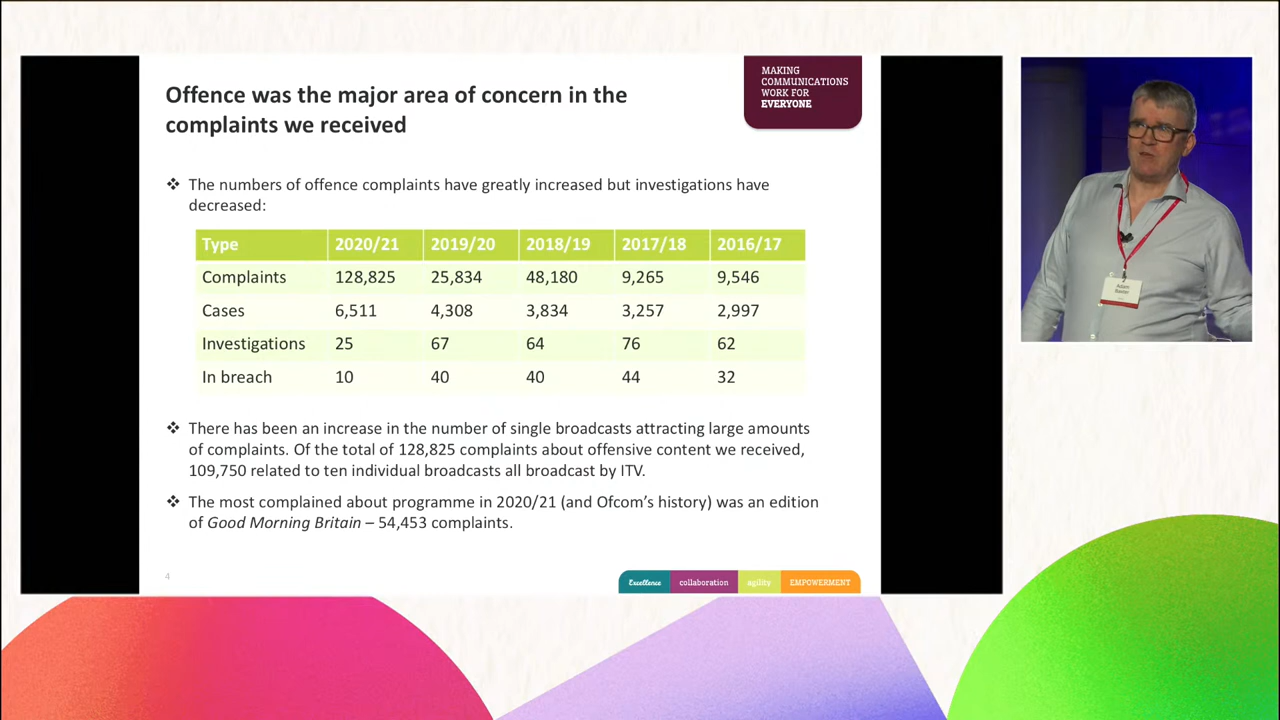 Offence was the major area of concern in the
complaints we received
MAKING
COMMUNICATIONS
WORK FOR
EVERYONE
❖ The numbers of offence complaints have greatly increased but investigations have
decreased:
Type 2020/21 2019/20 2018/19 2017/18 2016/17
Complaints 128,825 25,834 48,180 9,265 9,546
Cases 6,511 4,308 3,834 3,257 2,997
Investigations 25 67 64 76 62
In breach 10 40 40 44 32
❖ There has been an increase in the number of single broadcasts attracting large amounts
of complaints. Of the total of 128,825 complaints about offensive content we received,
109,750 related to ten individual broadcasts all broadcast by ITV.
❖ The most complained about programme in 2020/21 (and Ofcom’s history) was an edition
of Good Morning Britain – 54,453 complaints.
4
Excellence collaboration agility EMPOWERMENT
Adam